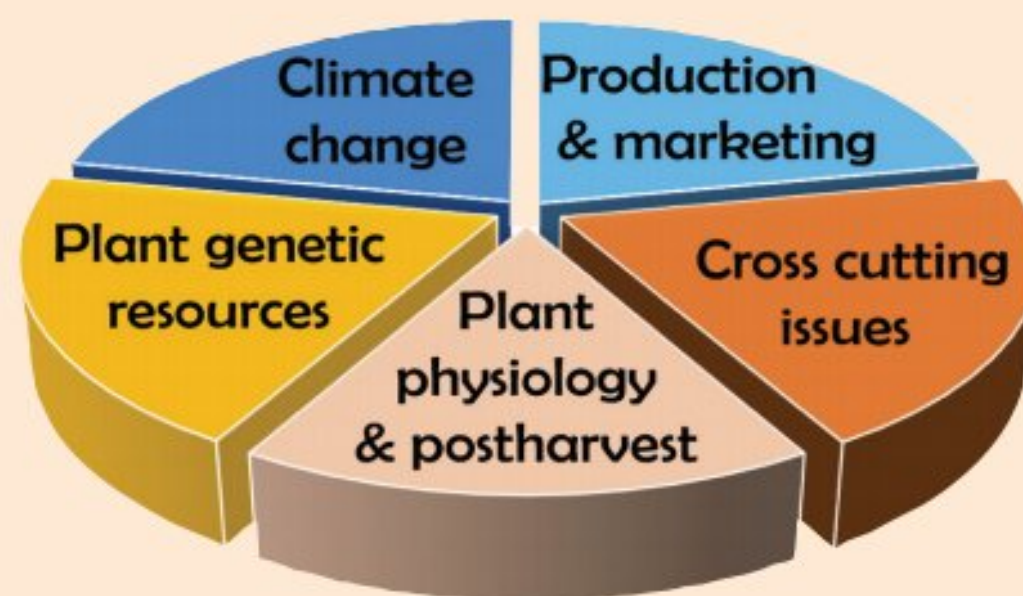 Climate
change
Production
& marketing
Plant genetic
resources
Cross cutting
issues
Plant
physiology
& postharvest